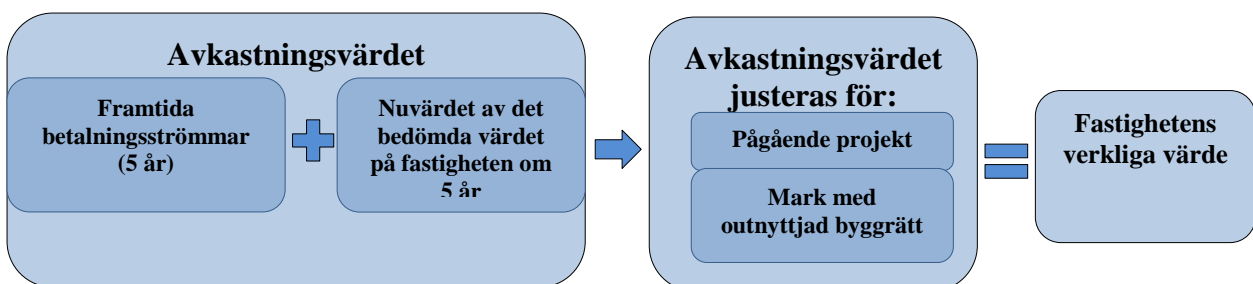 Avkastningsvärdet
Framtida
betalningsströmmar
(5 år)
Nuvärdet av det
bedömda värdet
på fastigheten om
5 år
Avkastningsvärdet
justeras för:
Pågående projekt
Mark med
outnyttjad byggrätt
Fastighetens
verkliga värde